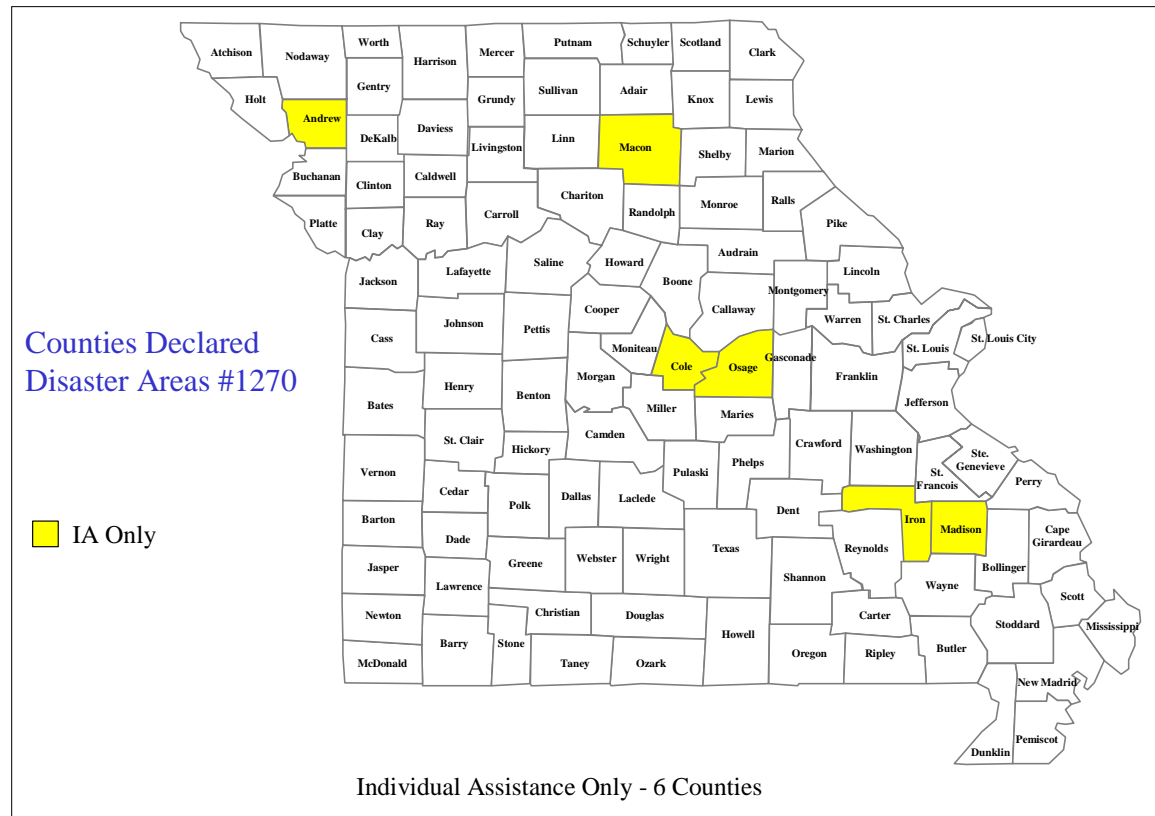 Worth
Putnam
Schuyler
Scotland
Atchison
Nodaway
Mercer
Clark
Harrison
Gentry
Sullivan
Adair
Holt
Grundy
Knox
Lewis
Andrew
DeKalb
Daviess
Linn
Livingston
Macon
Shelby
Marion
Buchanan
Clinton
Caldwell
Chariton
Monroe
Ralls
Platte
Clay
Ray
Carroll
Randolph
Pike
Audrain
Jackson
Lafayette
Saline
Howard
Boone
Lincoln
Montgomery
Cooper
Callaway
Cass
Johnson
Pettis
Warren
St. Charles
Counties Declared
Disaster Areas #1270
Moniteau
Cole
Osage
Gasconade
St. Louis
St. Louis City
Morgan
Franklin
Henry
Bates
Benton
Miller
Maries
Jefferson
St. Clair
Hickory
Camden
Crawford
Washington
Ste.
Genevieve
Vernon
Pulaski
Phelps
St.
Francois
Perry
Cedar
Polk
Dallas
Laclede
Dent
Barton
Iron
Madison
Cape
Girardeau
IA Only
Dade
Greene
Webster
Wright
Texas
Reynolds
Jasper
Bollinger
Lawrence
Shannon
Wayne
Scott
Newton
Christian
Douglas
Carter
Stoddard
Mississippi
Barry
Stone
Howell
McDonald
Taney
Ozark
Oregon
Ripley
Butler
New Madrid
Dunklin
Pemiscot
Individual Assistance Only - 6 Counties